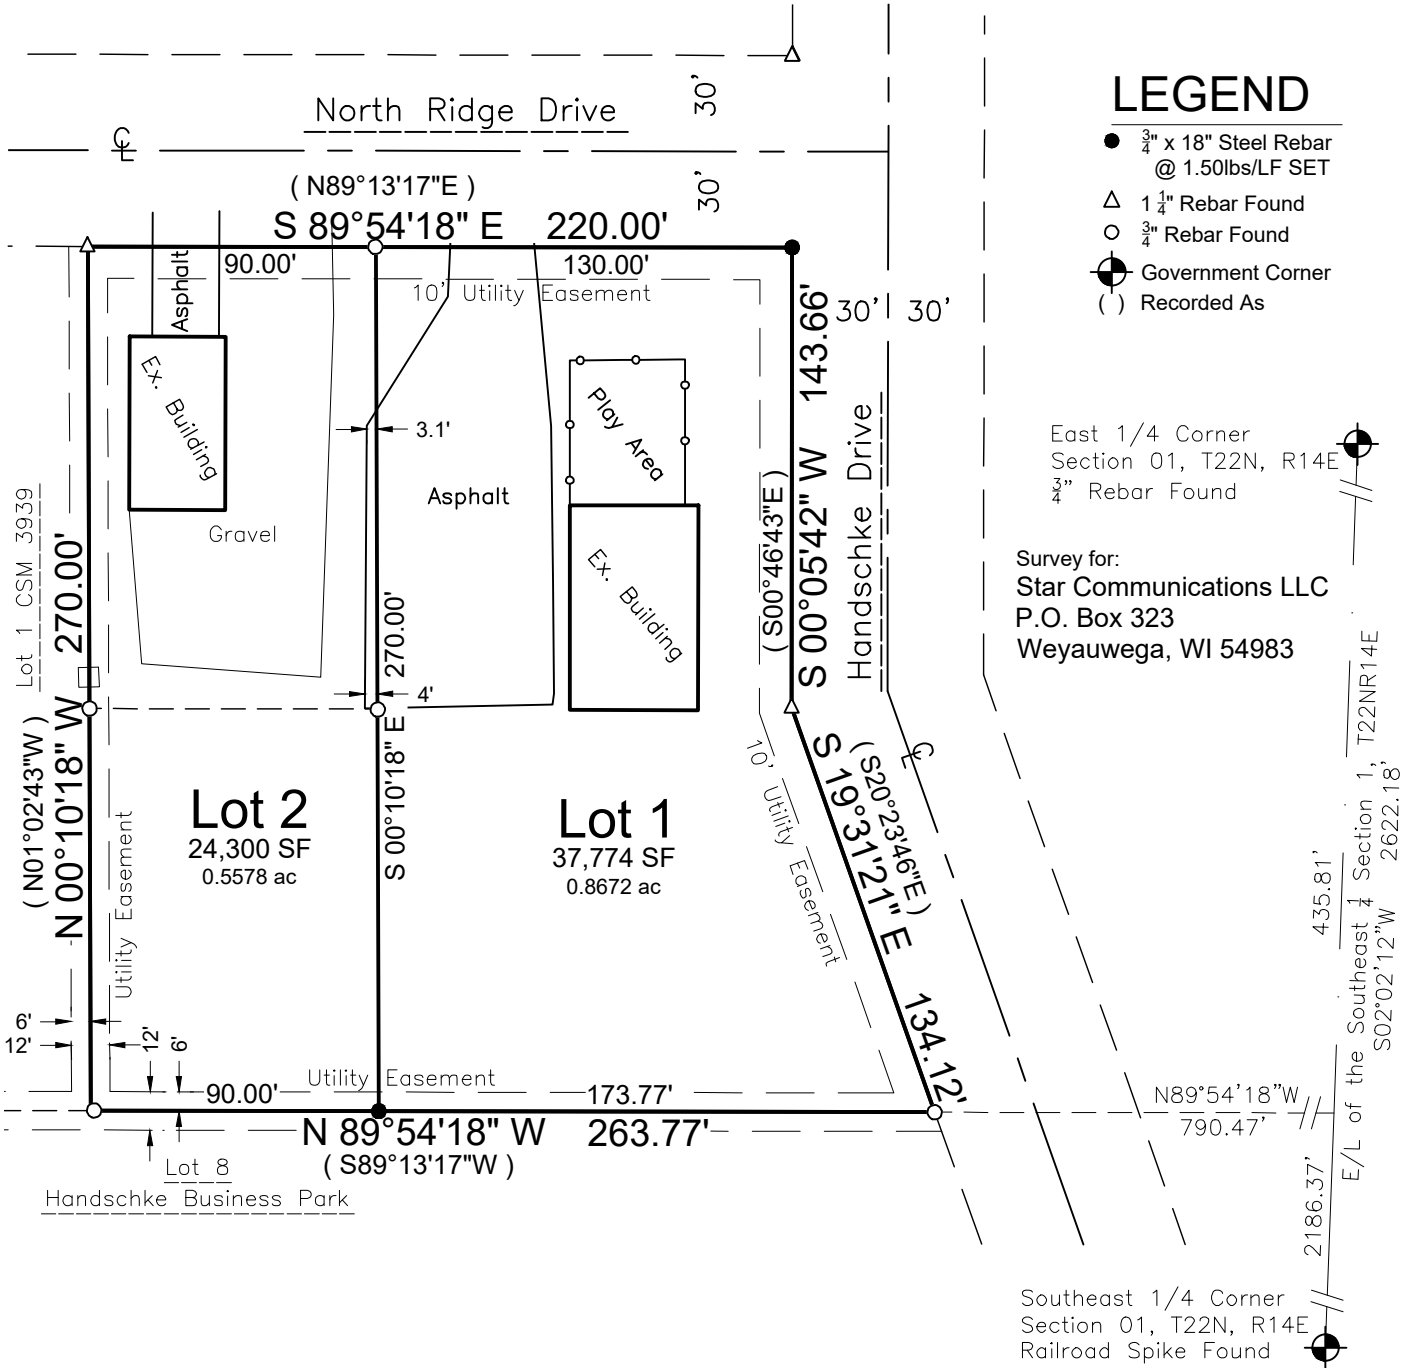 North Ridge Drive
30'
30'
( N89°13'17"E )
S 89°54'18" E 220.00'
90.00'
130.00'
10' Utility Easement
Asphalt
Ex. Building
Gravel
3.1'
Asphalt
Play Area
Ex. Building
143.66'
S 00°05'42" W
(S00°46'43"E )
30' 30'
Handschke Drive
Lot 1 CSM 3939
270.00'
N 00°10'18" W
( N01°02'43"W )
270.00'
S 00°10'18" E
4'
Lot 2
24,300 SF
0.5578 ac
Lot 1
37,774 SF
0.8672 ac
10' Utility Easement
S 19°31'21" E 134.12'
( S20°23'46"E )
Utility Easement
6'
12'
12'
6'
Utility Easement
90.00'
173.77'
N 89°54'18" W 263.77'
( S89°13'17"W )
Lot 8
Handschke Business Park
LEGEND
3/4" x 18" Steel Rebar
@ 1.50lbs/LF SET
1 1/4" Rebar Found
3/4" Rebar Found
Government Corner
( ) Recorded As
East 1/4 Corner
Section 01, T22N, R14E
3/4" Rebar Found
Survey for:
Star Communications LLC
P.O. Box 323
Weyauwega, WI 54983
435.81'
E/L of the Southeast 1/4 Section 1, T22NR14E
S02°02'12"W 2622.18'
N89°54'18"W
790.47'
2186.37'
Southeast 1/4 Corner
Section 01, T22N, R14E
Railroad Spike Found